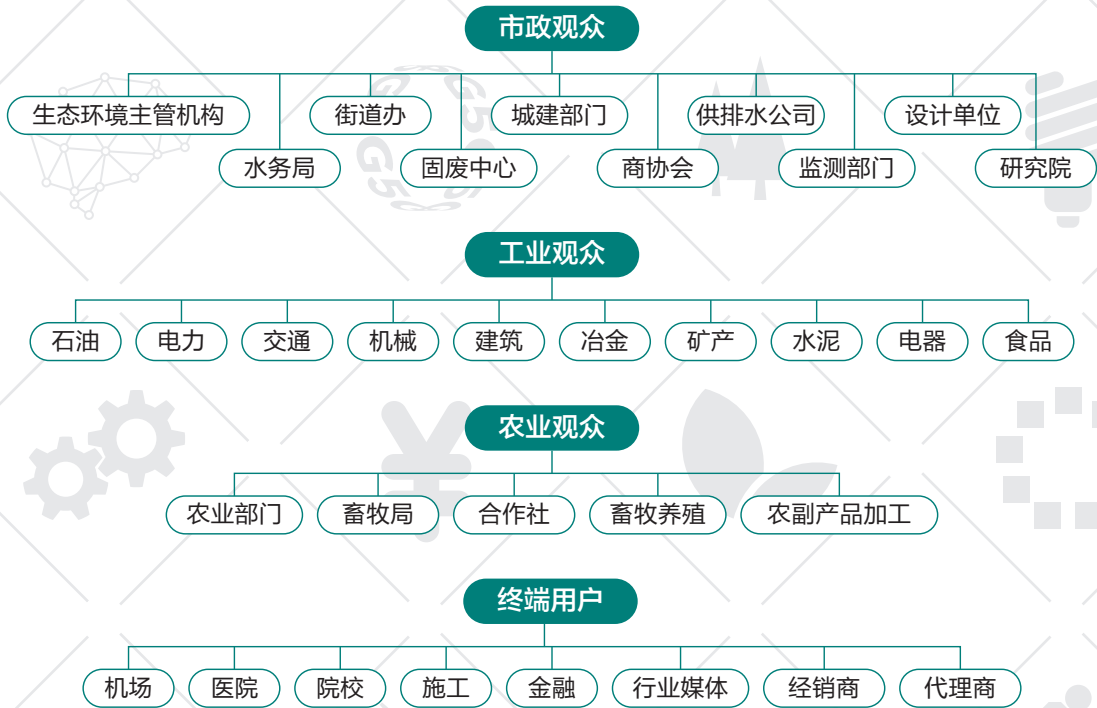 市政观众
生态环境主管机构 街道办 城建部门 供排水公司 设计单位
水务局 固废中心 商协会 监测部门 研究院
工业观众
石油 电力 交通 机械 建筑 冶金 矿产 水泥 电器 食品
农业观众
农业部门 畜牧局 合作社 畜牧养殖 农副产品加工
终端用户
机场 医院 院校 施工 金融 行业媒体 经销商 代理商